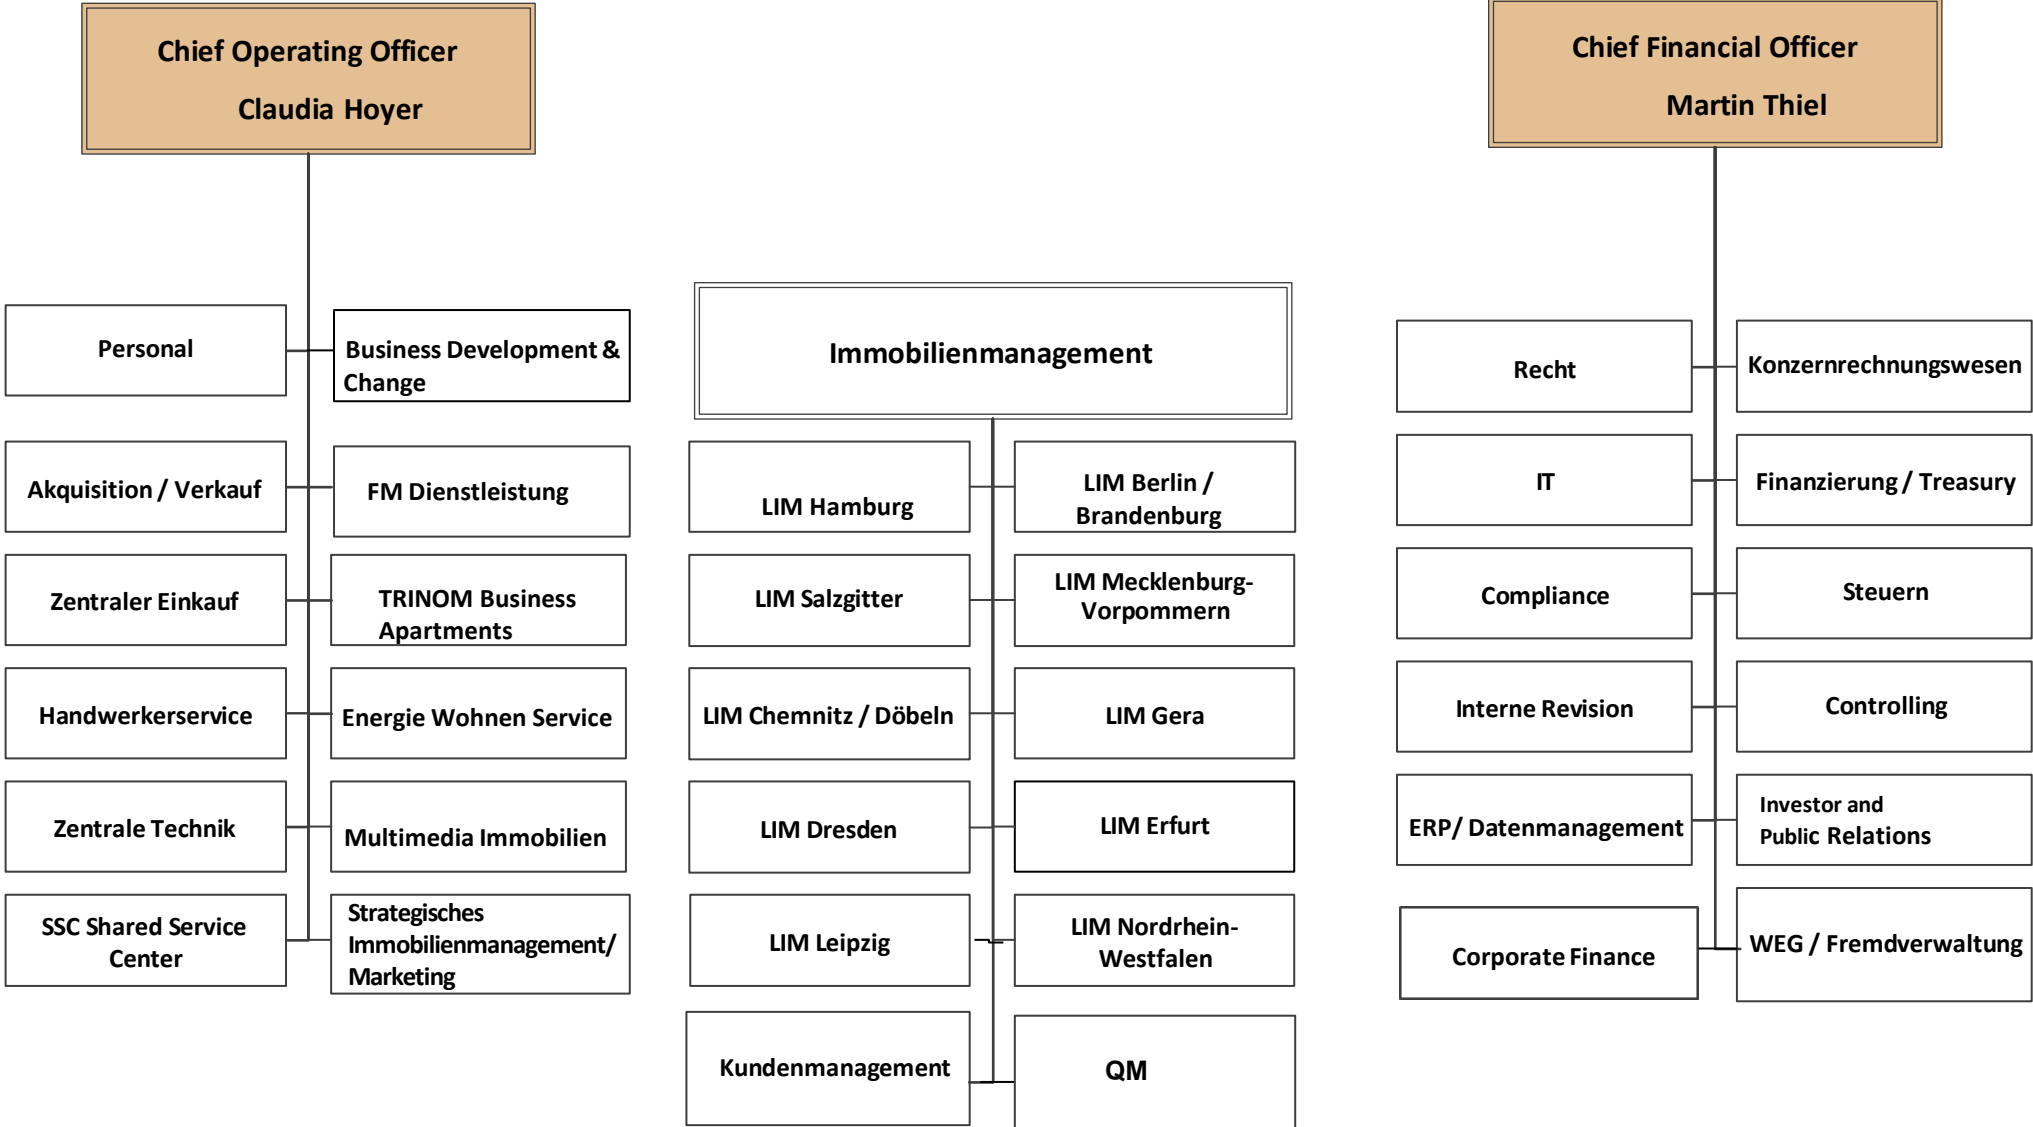 Chief Operating Officer
Claudia Hoyer
Personal
Business Development &
Change
Akquisition / Verkauf
FM Dienstleistung
Zentraler Einkauf
TRINOM Business
Apartments
Handwerkerservice
Energie Wohnen Service
Zentrale Technik
Multimedia Immobilien
SSC Shared Service
Center
Strategisches
Immobilienmanagement/
Marketing
Immobilienmanagement
LIM Hamburg
LIM Berlin /
Brandenburg
LIM Salzgitter
LIM Mecklenburg-
Vorpommern
LIM Chemnitz / Döbeln
LIM Gera
LIM Dresden
LIM Erfurt
LIM Leipzig
LIM Nordrhein-
Westfalen
Kundenmanagement
QM
Chief Financial Officer
Martin Thiel
Recht
Konzernrechnungswesen
IT
Finanzierung / Treasury
Compliance
Steuern
Interne Revision
Controlling
ERP/ Datenmanagement
Investor and
Public Relations
Corporate Finance
WEG / Fremdverwaltung